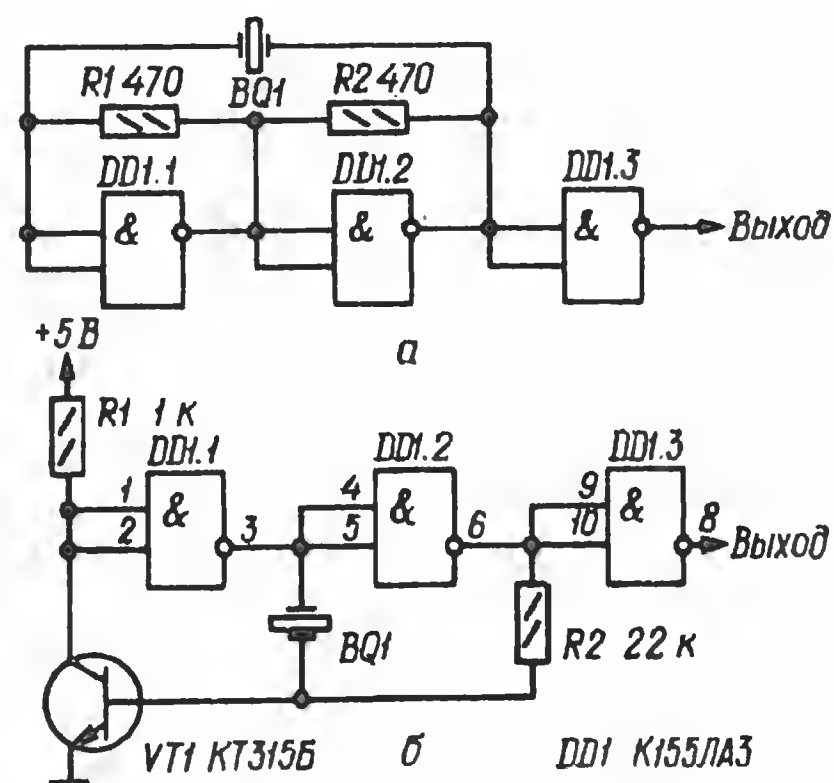 R1 470
BQ1
R2 470
DD1.1
DD1.2
DD1.3
&
&
&
Выход
а
+5 В
R1 1 к
DD1.1
DD1.2
DD1.3
1
2
&
3
4
5
&
6
9
10
&
8
Выход
BQ1
R2 22 к
VT1 КТ315Б
б
DD1 К155ЛА3